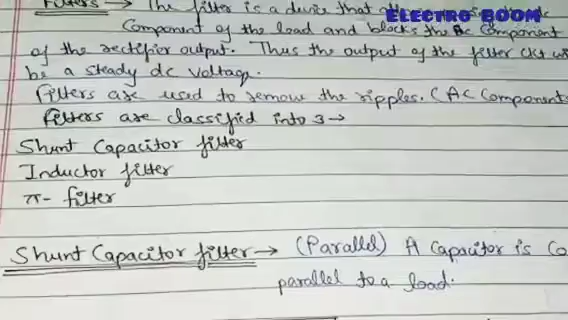 Filters → The filter is a device that
ELECTRO BOOM
Component of the load and blocks the Ac Component
of the rectifier output. Thus the output of the filter ckt
be a steady dc voltage.
Filters are used to remove the ripples. (AC Components
filters are classified into 3 →
Shunt Capacitor filter
Inductor filter
π- filter
Shunt Capacitor filter → (Parallel) A Capacitor is Co
parallel to a load.